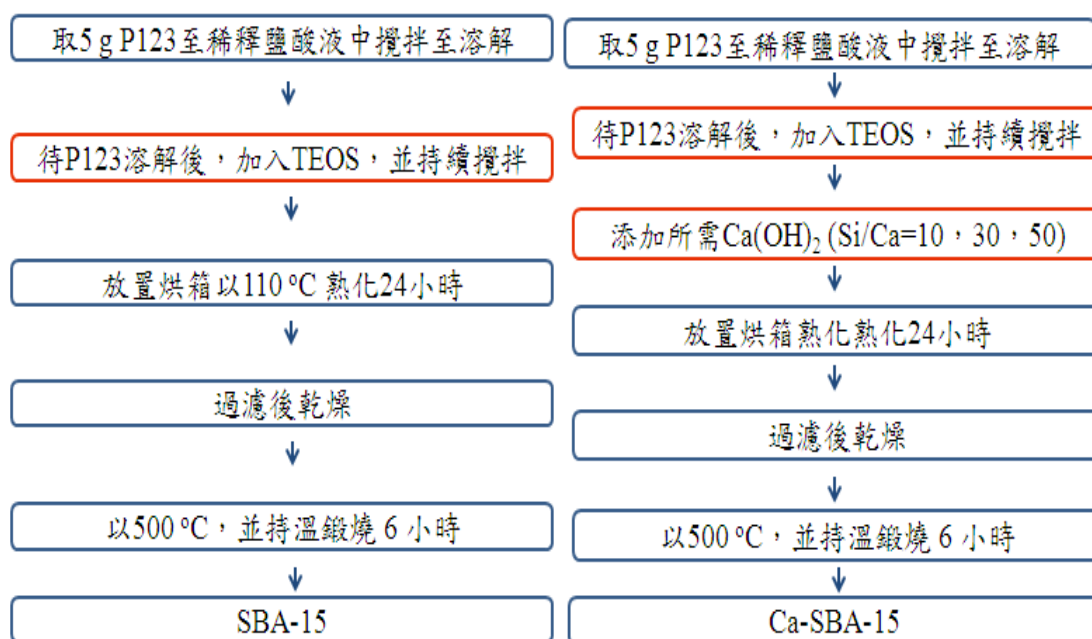 取5 g P123至稀釋鹽酸液中攪拌至溶解
待P123溶解後，加入TEOS，並持續攪拌
放置烘箱以110 °C 熟化24小時
過濾後乾燥
以500 °C，並持溫鍛燒 6 小時
SBA-15
取5 g P123至稀釋鹽酸液中攪拌至溶解
待P123溶解後，加入TEOS，並持續攪拌
添加所需Ca(OH)₂ (Si/Ca=10，30，50)
放置烘箱熟化熟化24小時
過濾後乾燥
以500 °C，並持溫鍛燒 6 小時
Ca-SBA-15